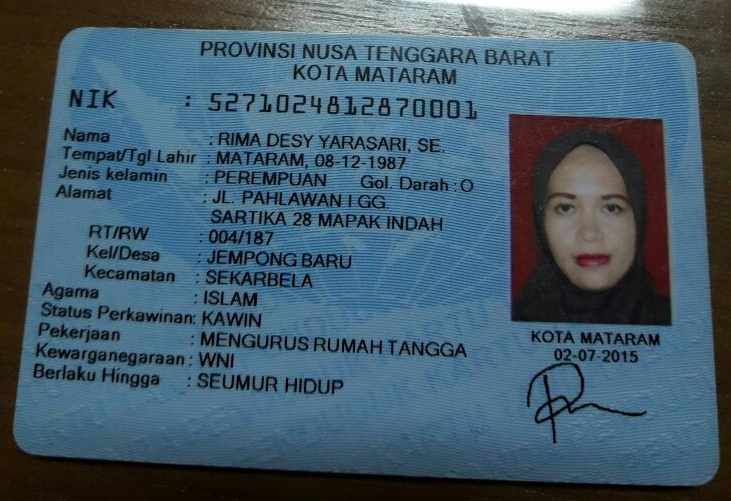 PROVINSI NUSA TENGGARA BARAT
KOTA MATARAM
NIK : 5271024812870001
Nama : RIMA DESY YARASARI, SE.
Tempat/Tgl Lahir : MATARAM, 08-12-1987
Jenis kelamin : PEREMPUAN Gol. Darah : O
Alamat : JL. PAHLAWAN I GG.
SARTIKA 28 MAPAK INDAH
RT/RW : 004/187
Kel/Desa : JEMPONG BARU
Kecamatan : SEKARBELA
Agama : ISLAM
Status Perkawinan: KAWIN
Pekerjaan : MENGURUS RUMAH TANGGA
Kewarganegaraan : WNI
Berlaku Hingga : SEUMUR HIDUP
KOTA MATARAM
02-07-2015